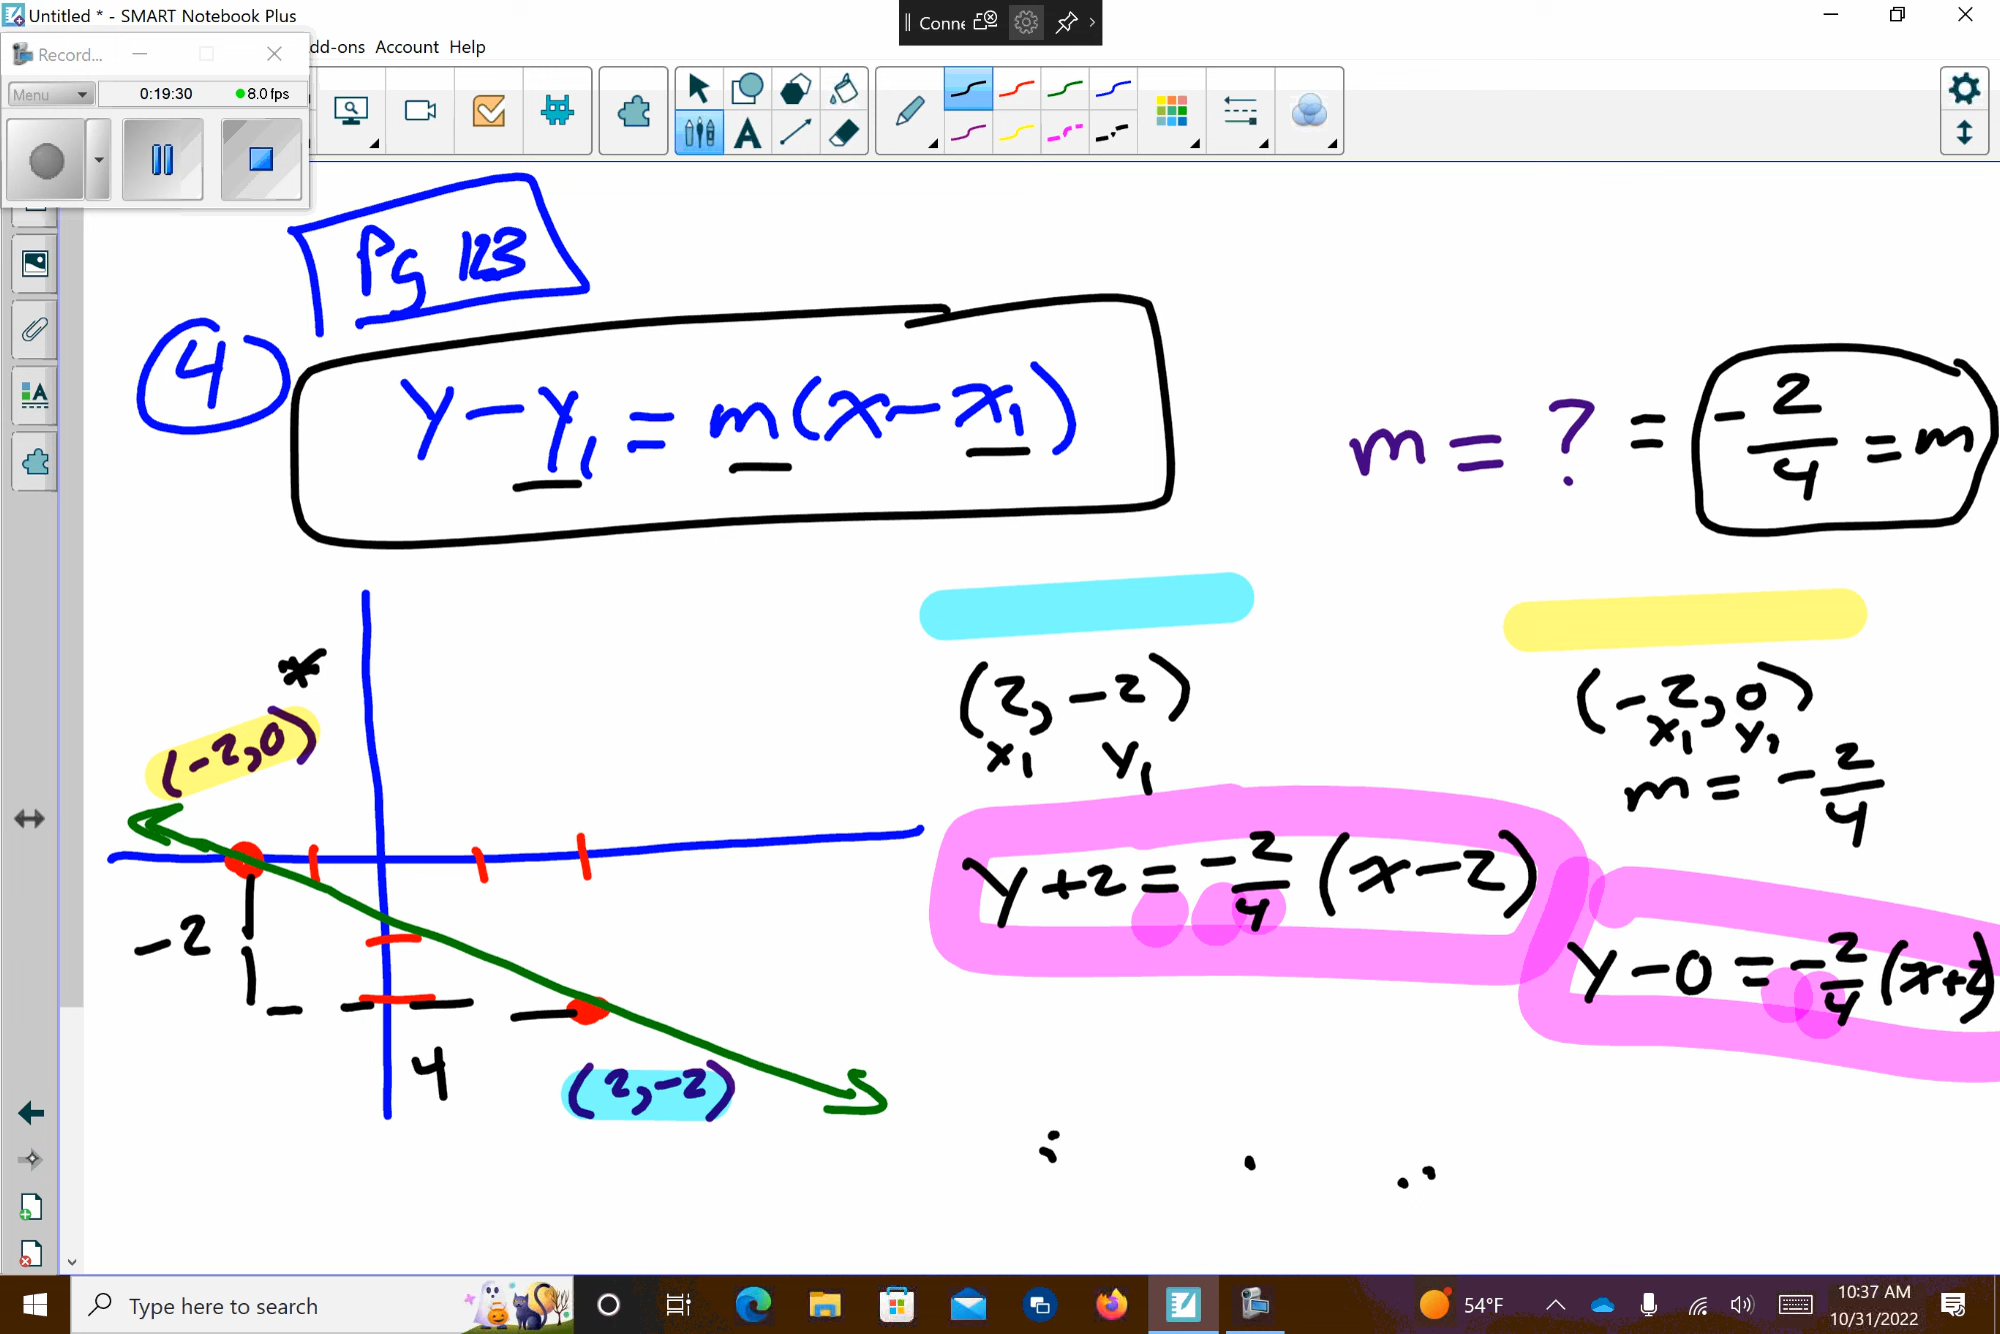 Untitled * - SMART Notebook Plus
Conne
Record...
dd-ons Account Help
Menu 0:19:30 8.0 fps
Pg 123
4
y - y1 = m(x - x1)
m = ? = - 2/4 = m
(2, -2)
x1 y1
(-2, 0)
x1 y1
m = - 2/4
(-2, 0)
y + 2 = - 2/4 (x - 2)
y - 0 = - 2/4 (x + 2)
-2
4
(2, -2)
Type here to search
54°F
10:37 AM
10/31/2022